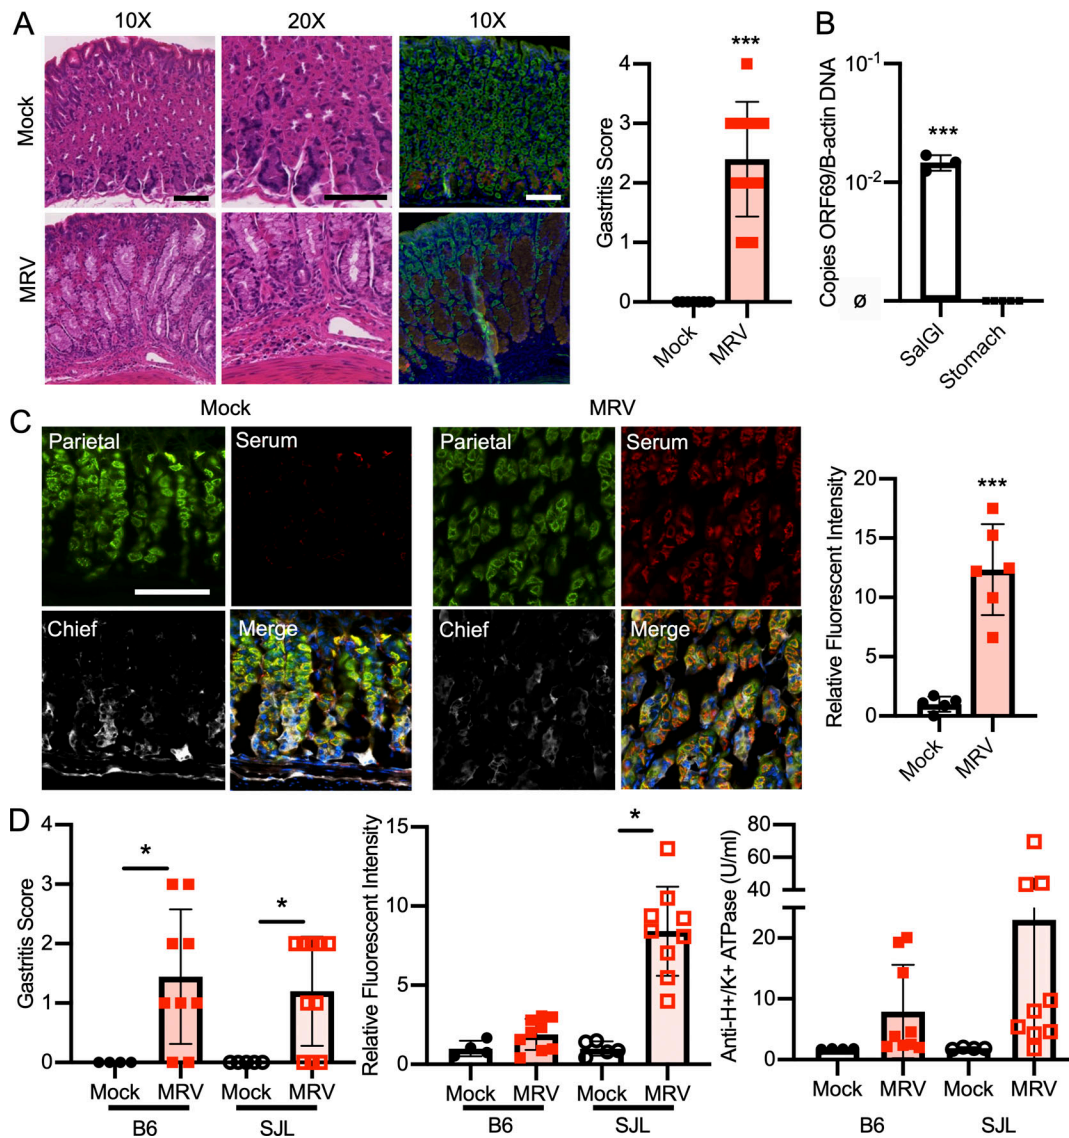 A
10X
20X
10X
Mock
MRV
Gastritis Score
4
3
2
1
0
***
Mock
MRV
B
Copies ORF69/B-actin DNA
10-1
10-2
ø
***
SalGl
Stomach
C
Mock
MRV
Parietal
Serum
Chief
Merge
Parietal
Serum
Chief
Merge
Relative Fluorescent Intensity
20
15
10
5
0
***
Mock
MRV
D
Gastritis Score
4
3
2
1
0
*
*
Mock MRV Mock MRV
B6 SJL
Relative Fluorescent Intensity
15
10
5
0
*
Mock MRV Mock MRV
B6 SJL
Anti-H+/K+ ATPase (U/ml)
80
60
40
20
10
0
Mock MRV Mock MRV
B6 SJL